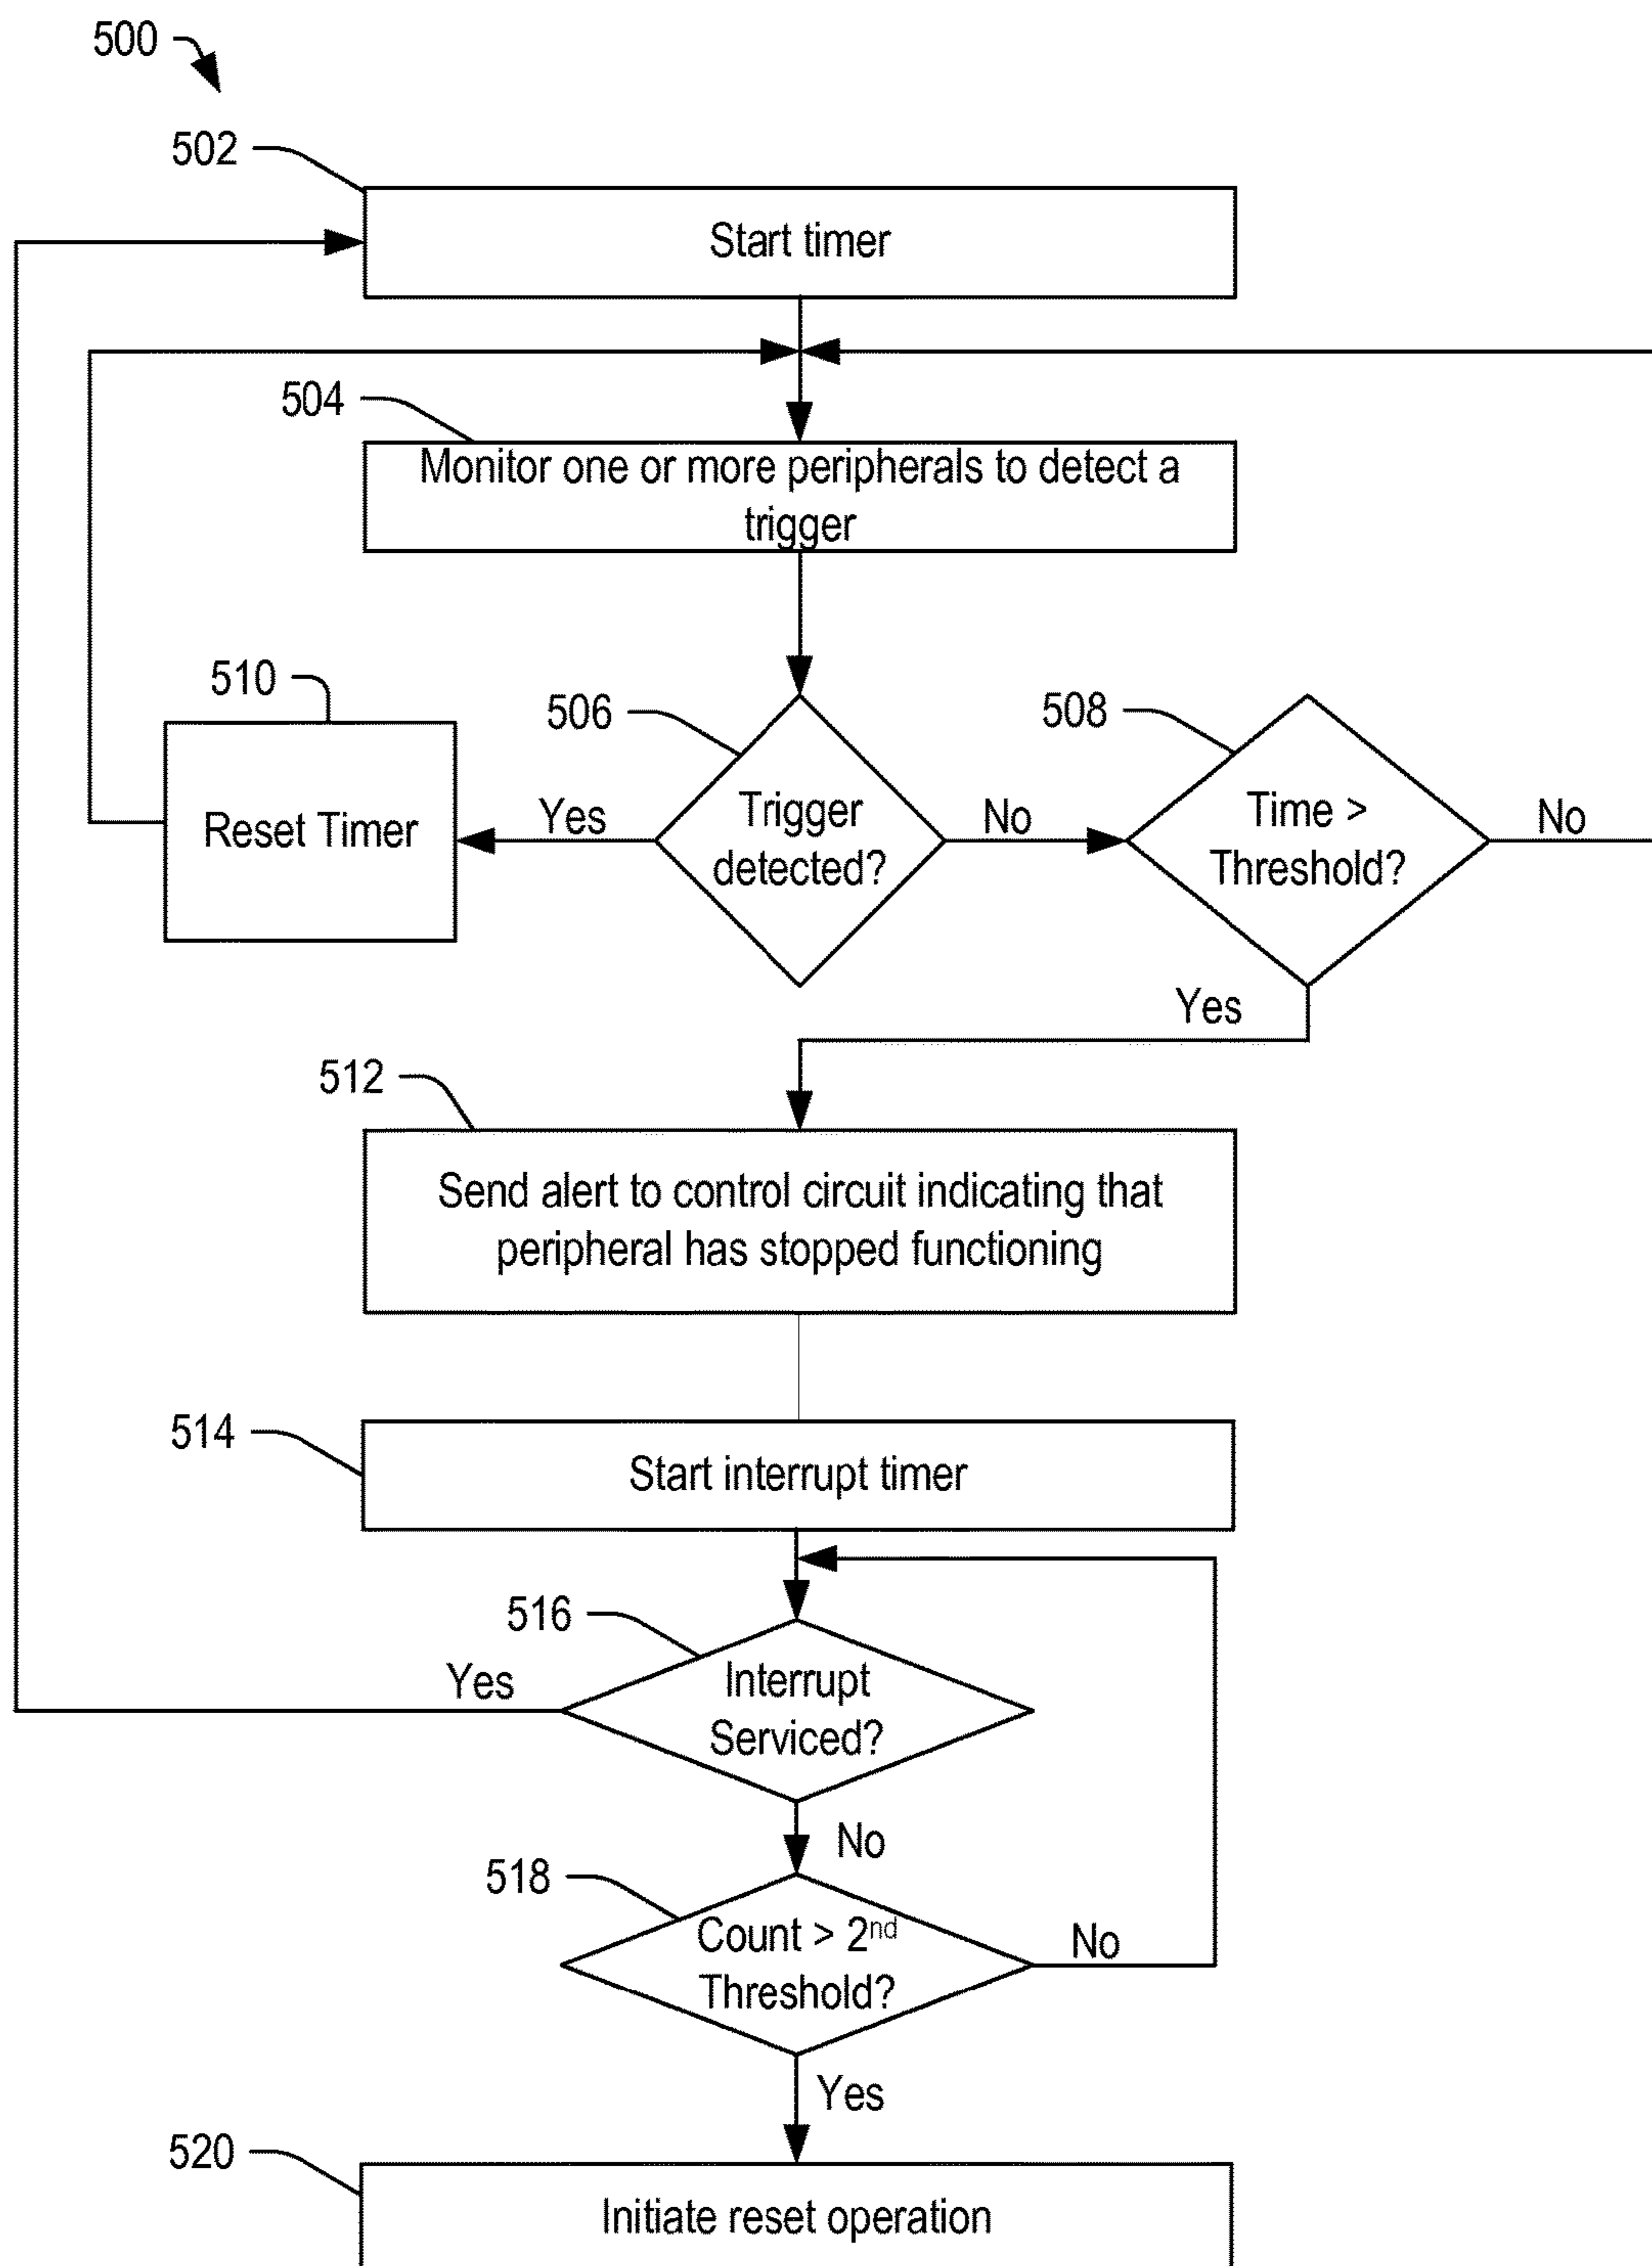 500
502
Start timer
504
Monitor one or more peripherals to detect a
trigger
510
506
508
Reset Timer
Yes
Trigger
detected?
No
Time >
Threshold?
No
Yes
512
Send alert to control circuit indicating that
peripheral has stopped functioning
514
Start interrupt timer
516
Yes
Interrupt
Serviced?
No
518
Count > 2nd
Threshold?
No
Yes
520
Initiate reset operation